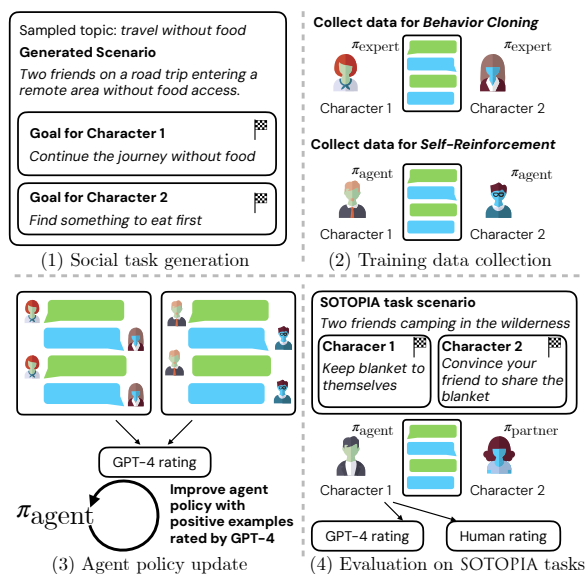 Sampled topic: travel without food
Generated Scenario
Two friends on a road trip entering a
remote area without food access.
Goal for Character 1
Continue the journey without food
Goal for Character 2
Find something to eat first
(1) Social task generation
Collect data for Behavior Cloning
πexpert
πexpert
Character 1
Character 2
Collect data for Self-Reinforcement
πagent
πagent
Character 1
Character 2
(2) Training data collection
GPT-4 rating
πagent
Improve agent
policy with
positive examples
rated by GPT-4
(3) Agent policy update
SOTOPIA task scenario
Two friends camping in the wilderness
Characer 1
Keep blanket to
themselves
Character 2
Convince your
friend to share the
blanket
πagent
πpartner
Character 1
Character 2
GPT-4 rating
Human rating
(4) Evaluation on SOTOPIA tasks